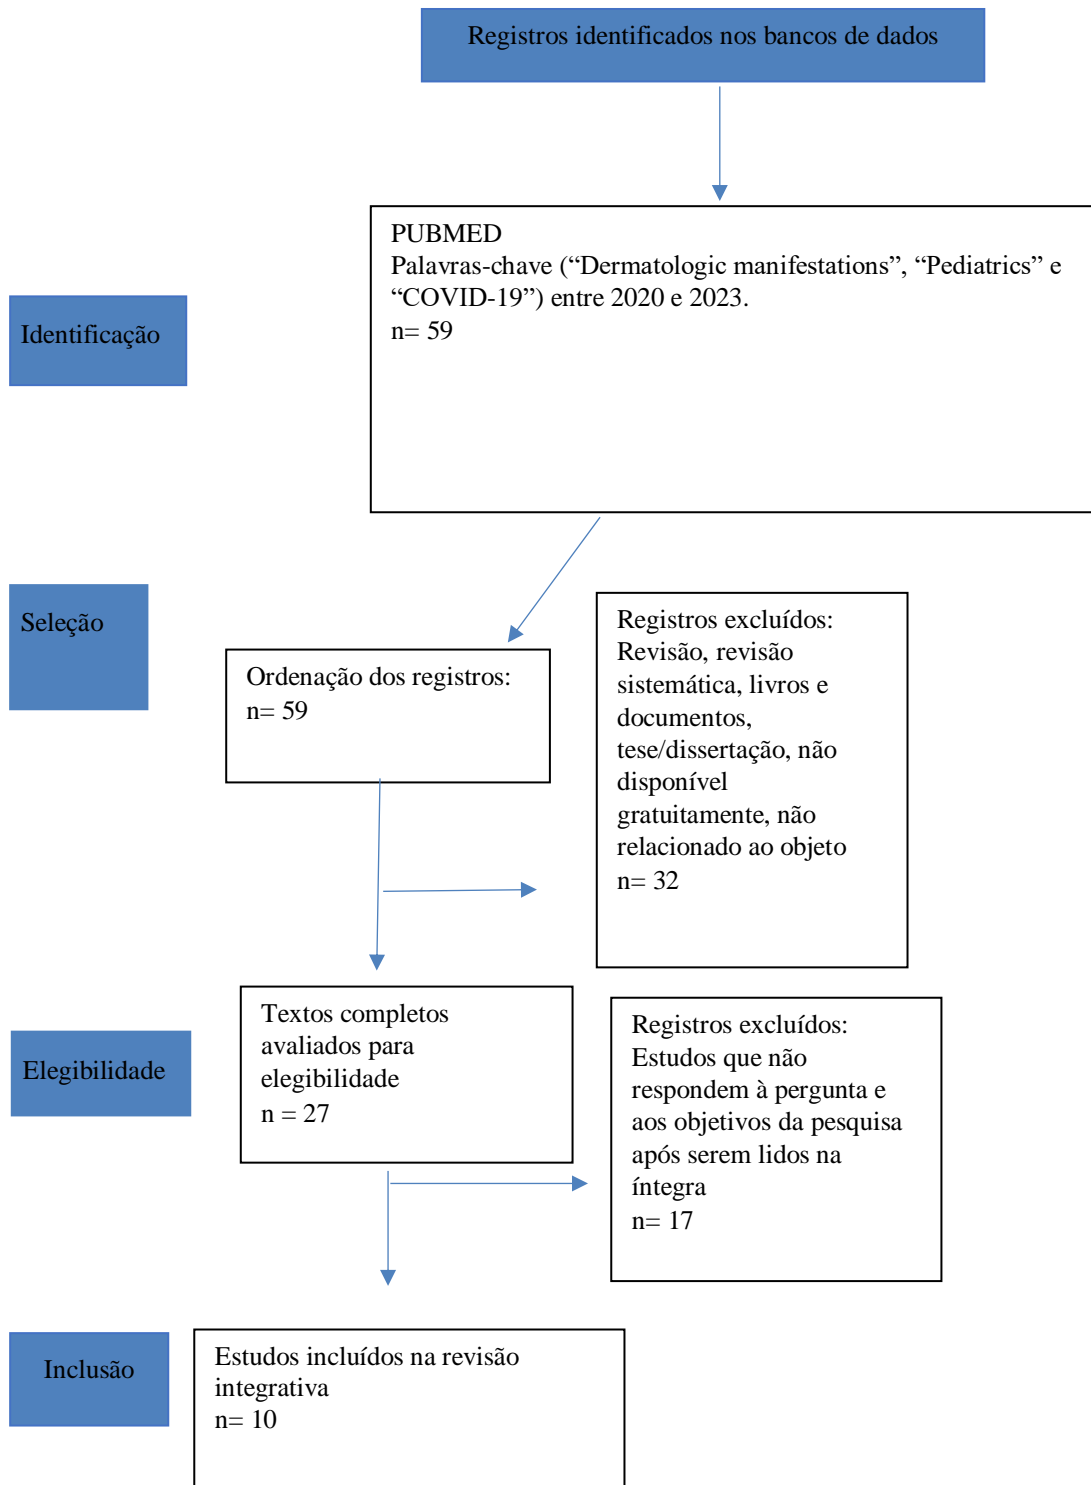 Registros identificados nos bancos de dados
PUBMED
Palavras-chave (“Dermatologic manifestations”, “Pediatrics” e
“COVID-19”) entre 2020 e 2023.
n= 59
Identificação
Seleção
Ordenação dos registros:
n= 59
Registros excluídos:
Revisão, revisão
sistemática, livros e
documentos,
tese/dissertação, não
disponível
gratuitamente, não
relacionado ao objeto
n= 32
Elegibilidade
Textos completos
avaliados para
elegibilidade
n = 27
Registros excluídos:
Estudos que não
respondem à pergunta e
aos objetivos da pesquisa
após serem lidos na
íntegra
n= 17
Inclusão
Estudos incluídos na revisão
integrativa
n= 10